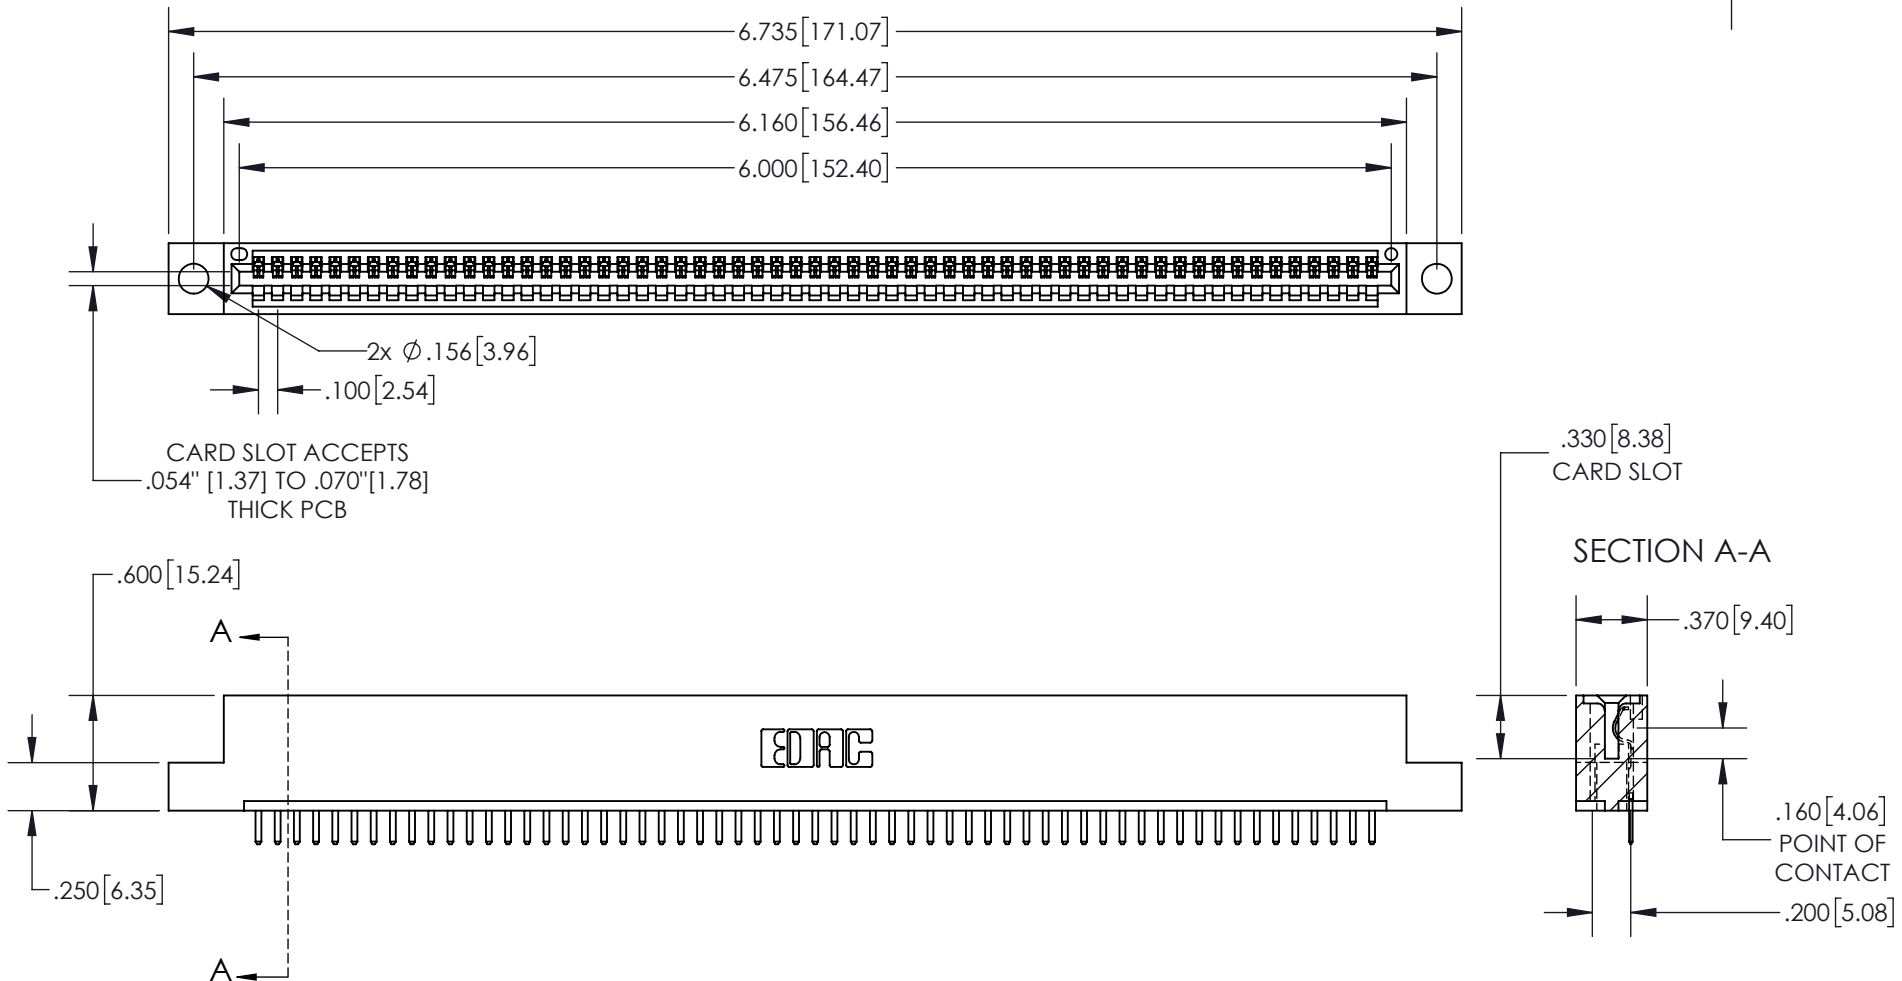 6.735[171.07]
6.475[164.47]
6.160[156.46]
6.000[152.40]
2x Ø.156[3.96]
.100[2.54]
CARD SLOT ACCEPTS
.054" [1.37] TO .070"[1.78]
THICK PCB
.330[8.38]
CARD SLOT
SECTION A-A
.600[15.24]
.370[9.40]
A
EDAC
.160[4.06]
POINT OF
CONTACT
.250[6.35]
.200[5.08]
A